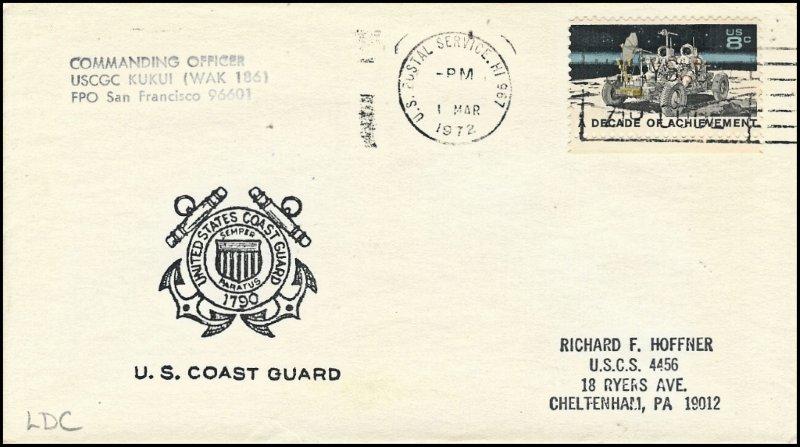 COMMANDING OFFICER
USCGC KUKUI (WAK 186)
FPO San Francisco 96601
U.S. POSTAL SERVICE, HI 967
-PM
1 MAR
1972
US
8c
A DECADE OF ACHIEVEMENT
UNITED STATES COAST GUARD
SEMPER
PARATUS
1790
U. S. COAST GUARD
RICHARD F. HOFFNER
U.S.C.S. 4456
18 RYERS AVE.
CHELTENHAM, PA 19012
LDC